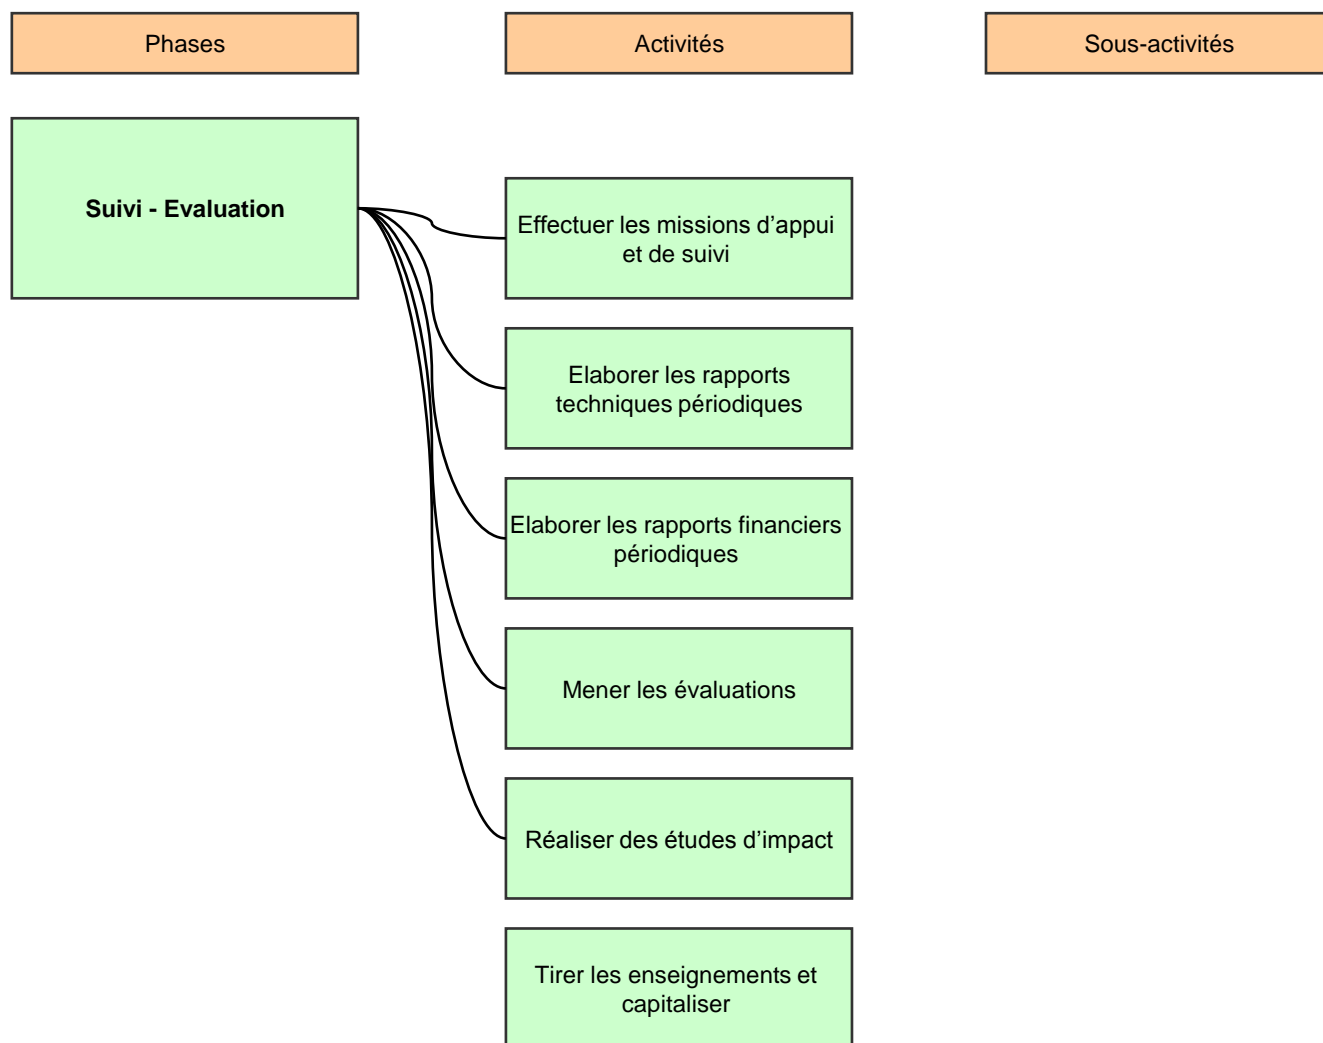 Phases
Activités
Sous-activités
Suivi - Evaluation
Effectuer les missions d’appui
et de suivi
Elaborer les rapports
techniques périodiques
Elaborer les rapports financiers
périodiques
Mener les évaluations
Réaliser des études d’impact
Tirer les enseignements et
capitaliser